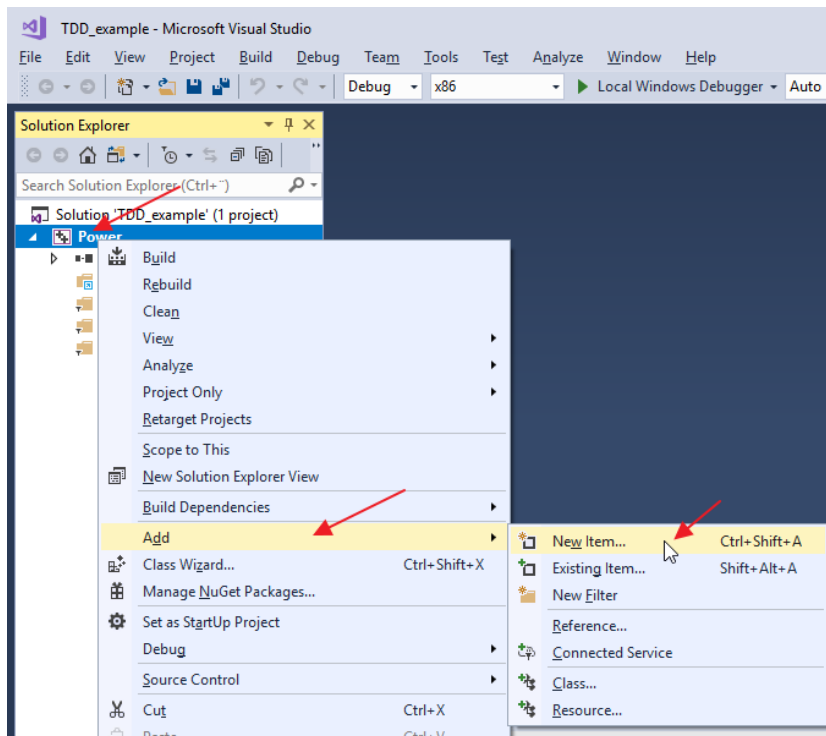 TDD_example - Microsoft Visual Studio
File Edit View Project Build Debug Team Tools Test Analyze Window Help
Debug x86 Local Windows Debugger Auto
Solution Explorer
Search Solution Explorer (Ctrl+¨)
Solution 'TDD_example' (1 project)
Power
Build
Rebuild
Clean
View
Analyze
Project Only
Retarget Projects
Scope to This
New Solution Explorer View
Build Dependencies
Add
Class Wizard... Ctrl+Shift+X
Manage NuGet Packages...
Set as StartUp Project
Debug
Source Control
Cut Ctrl+X
Paste Ctrl+V
New Item... Ctrl+Shift+A
Existing Item... Shift+Alt+A
New Filter
Reference...
Connected Service
Class...
Resource...